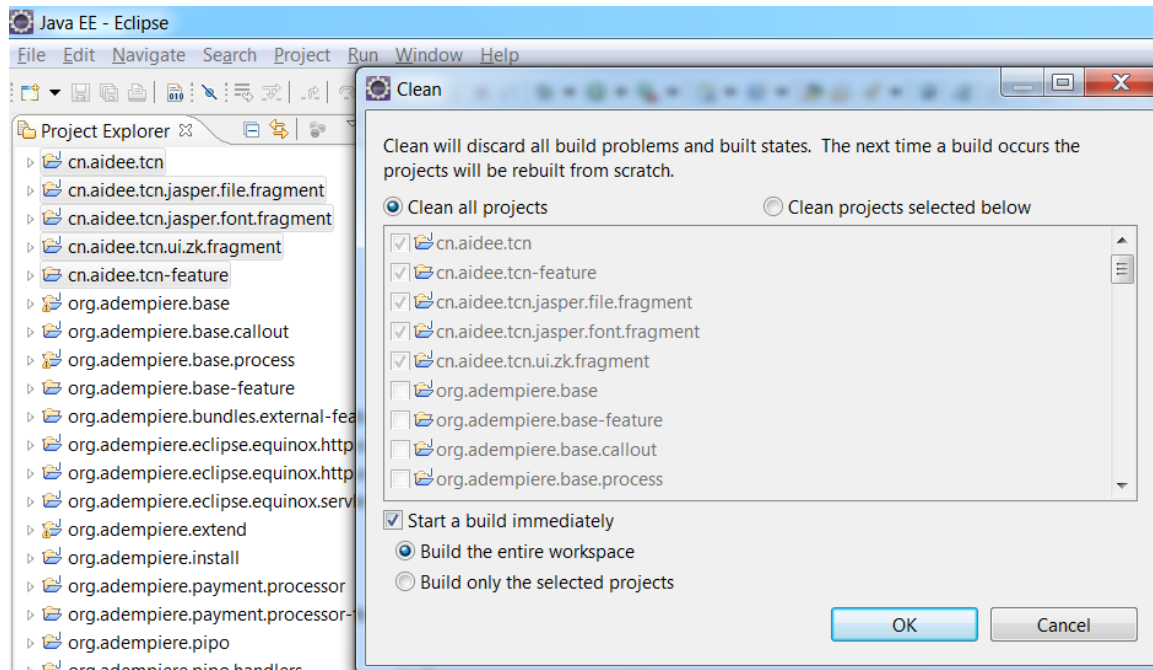 Java EE - Eclipse
File Edit Navigate Search Project Run Window Help
Project Explorer
cn.aidee.tcn
cn.aidee.tcn.jasper.file.fragment
cn.aidee.tcn.jasper.font.fragment
cn.aidee.tcn.ui.zk.fragment
cn.aidee.tcn-feature
org.adempiere.base
org.adempiere.base.callout
org.adempiere.base.process
org.adempiere.base-feature
org.adempiere.bundles.external-fea
org.adempiere.eclipse.equinox.http
org.adempiere.eclipse.equinox.http
org.adempiere.eclipse.equinox.servl
org.adempiere.extend
org.adempiere.install
org.adempiere.payment.processor
org.adempiere.payment.processor-
org.adempiere.pipo
org.adempiere.pipo.handlers
Clean
Clean will discard all build problems and built states. The next time a build occurs the
projects will be rebuilt from scratch.
Clean all projects Clean projects selected below
cn.aidee.tcn
cn.aidee.tcn-feature
cn.aidee.tcn.jasper.file.fragment
cn.aidee.tcn.jasper.font.fragment
cn.aidee.tcn.ui.zk.fragment
org.adempiere.base
org.adempiere.base-feature
org.adempiere.base.callout
org.adempiere.base.process
Start a build immediately
Build the entire workspace
Build only the selected projects
OK Cancel